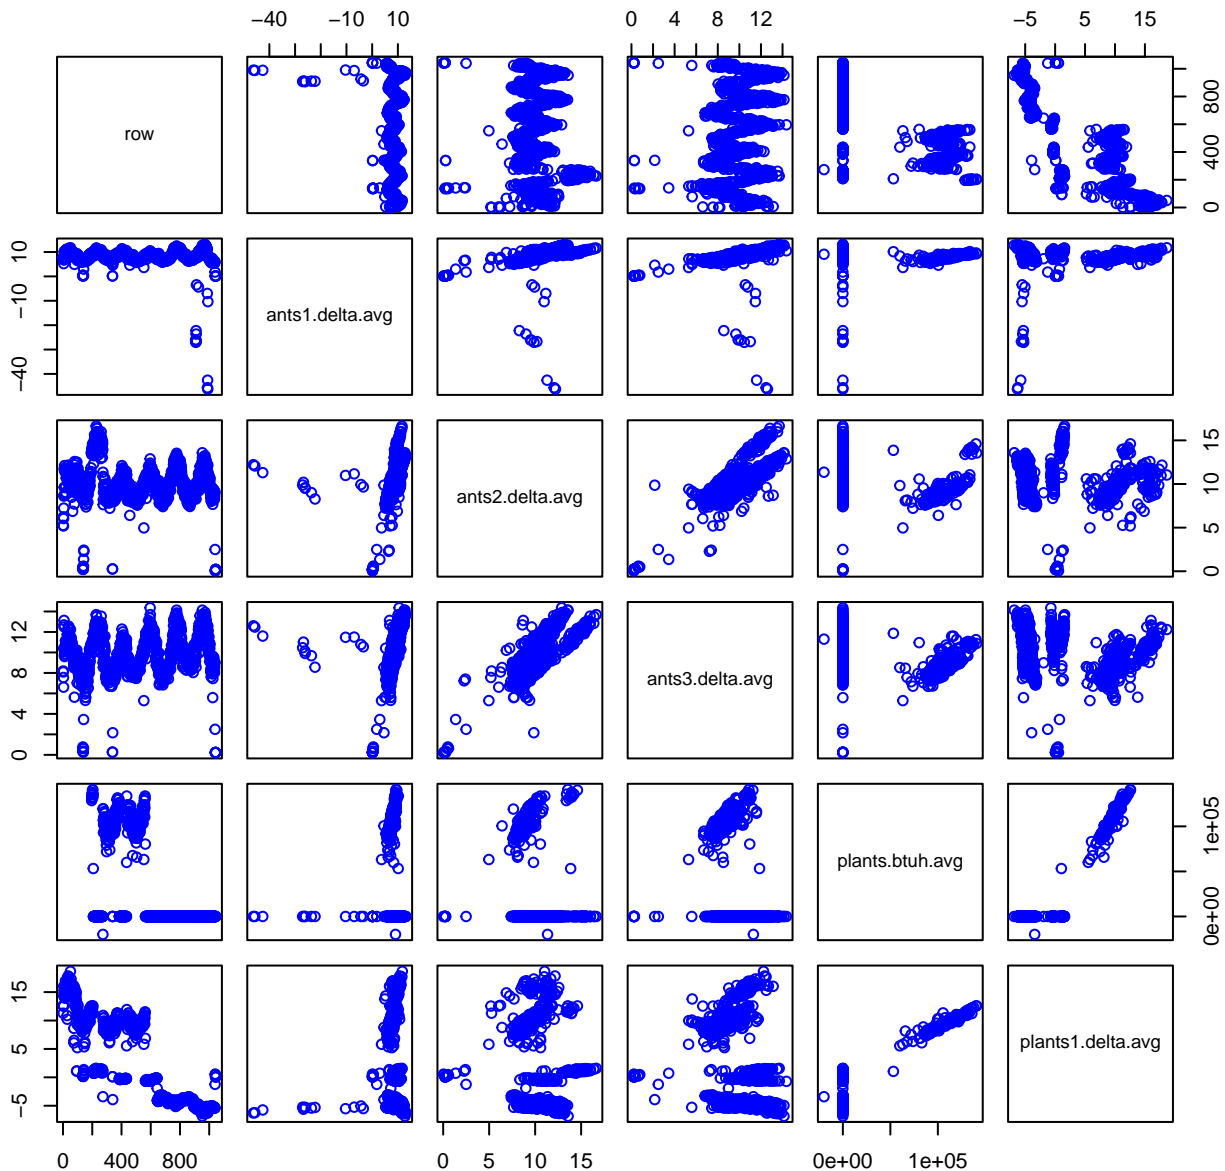 −40 −10 10 0 4 8 12 −5 5 15
row
0 400 800
ants1.delta.avg
−40 −10 10
ants2.delta.avg
0 5 10 15
ants3.delta.avg
0 4 8 12
plants.btuh.avg
0e+00 1e+05
plants1.delta.avg
−5 5 15
0 400 800 0 5 10 15 0e+00 1e+05